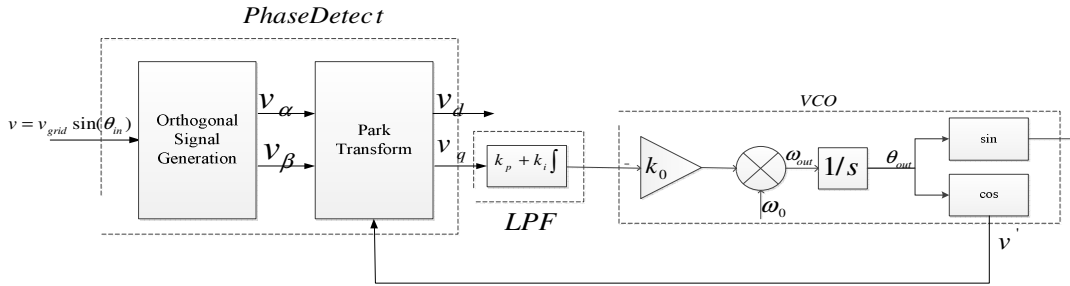 PhaseDetect
VCO
v = v_grid sin(θ_in)
Orthogonal
Signal
Generation
v_α
v_β
Park
Transform
v_d
v_q
k_p + k_i ∫
LPF
-
k_0
ω_0
ω_out
1/s
θ_out
sin
cos
v'